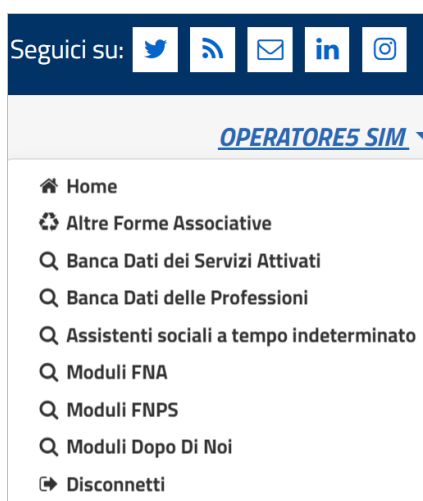 Seguici su: in
OPERATORE5 SIM
Home
Altre Forme Associative
Banca Dati dei Servizi Attivati
Banca Dati delle Professioni
Assistenti sociali a tempo indeterminato
Moduli FNA
Moduli FNPS
Moduli Dopo Di Noi
Disconnetti